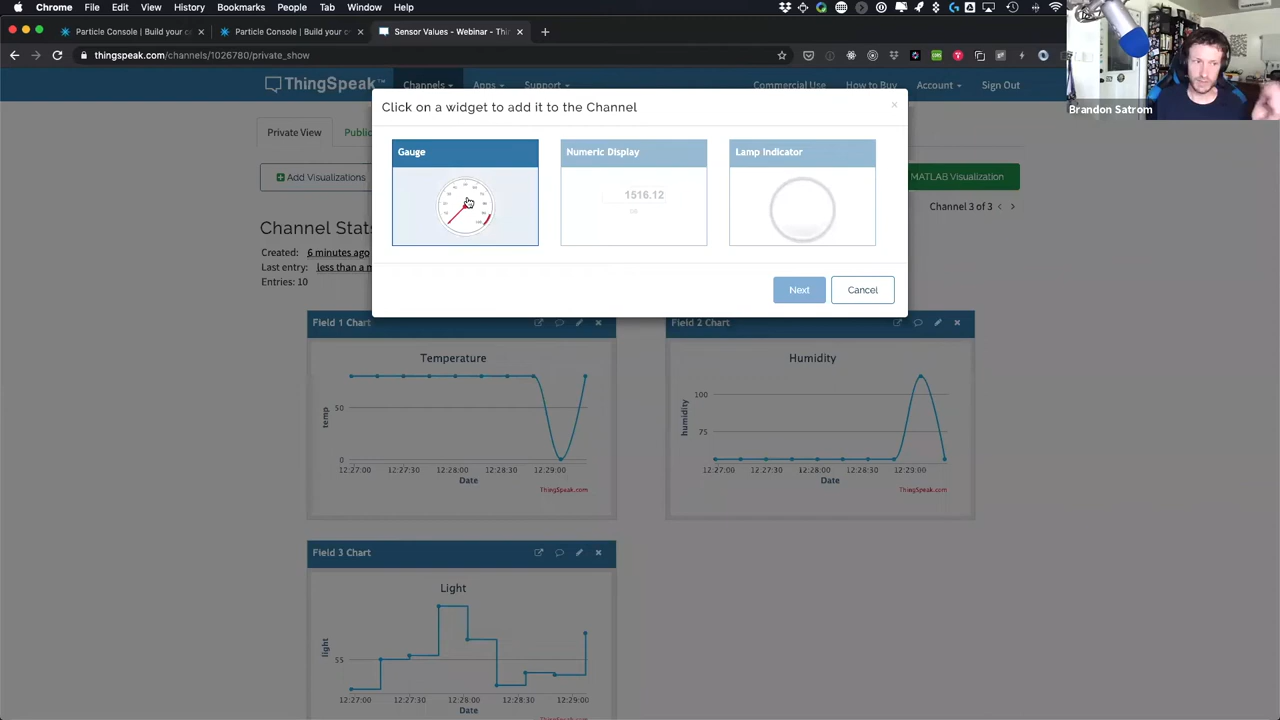 Chrome File Edit View History Bookmarks People Tab Window Help
Particle Console | Build your c
Particle Console | Build your c
Sensor Values - Webinar - Thi
thingspeak.com/channels/1026780/private_show
Brandon Satrom
ThingSpeak™ Channels Apps Support Commercial Use How to Buy Account Sign Out
Click on a widget to add it to the Channel
Private View Public
Gauge
Numeric Display
1516.12
Lamp Indicator
Add Visualizations
MATLAB Visualization
Channel 3 of 3
Channel Stats
Created: 6 minutes ago
Last entry: less than a m
Entries: 10
Next Cancel
Field 1 Chart
Temperature
temp
50
0
12:27:00 12:27:30 12:28:00 12:28:30 12:29:00
Date
ThingSpeak.com
Field 2 Chart
Humidity
humidity
100
75
12:27:00 12:27:30 12:28:00 12:28:30 12:29:00
Date
ThingSpeak.com
Field 3 Chart
Light
light
55
12:27:00 12:27:30 12:28:00 12:28:30 12:29:00
Date
ThingSpeak.com